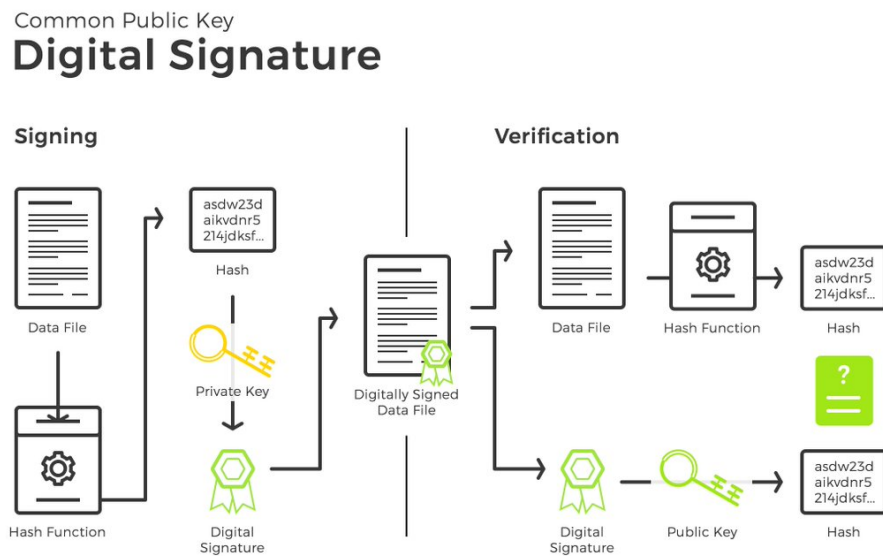 Common Public Key
Digital Signature
Signing
Data File
Hash Function
asdw23d
aikvdnr5
214jdksf...
Hash
Private Key
Digital
Signature
Digitally Signed
Data File
Verification
Data File
Hash Function
asdw23d
aikvdnr5
214jdksf...
Hash
?
Digital
Signature
Public Key
asdw23d
aikvdnr5
214jdksf...
Hash